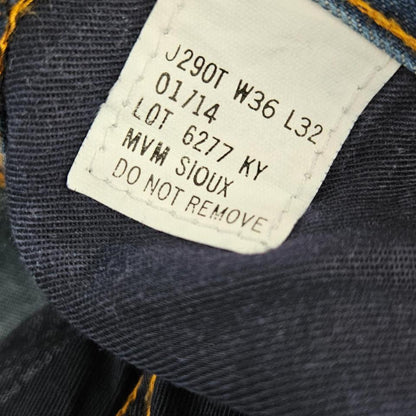 J290T W36 L32
01/14
LOT 6277 KY
MVM SIOUX
DO NOT REMOVE